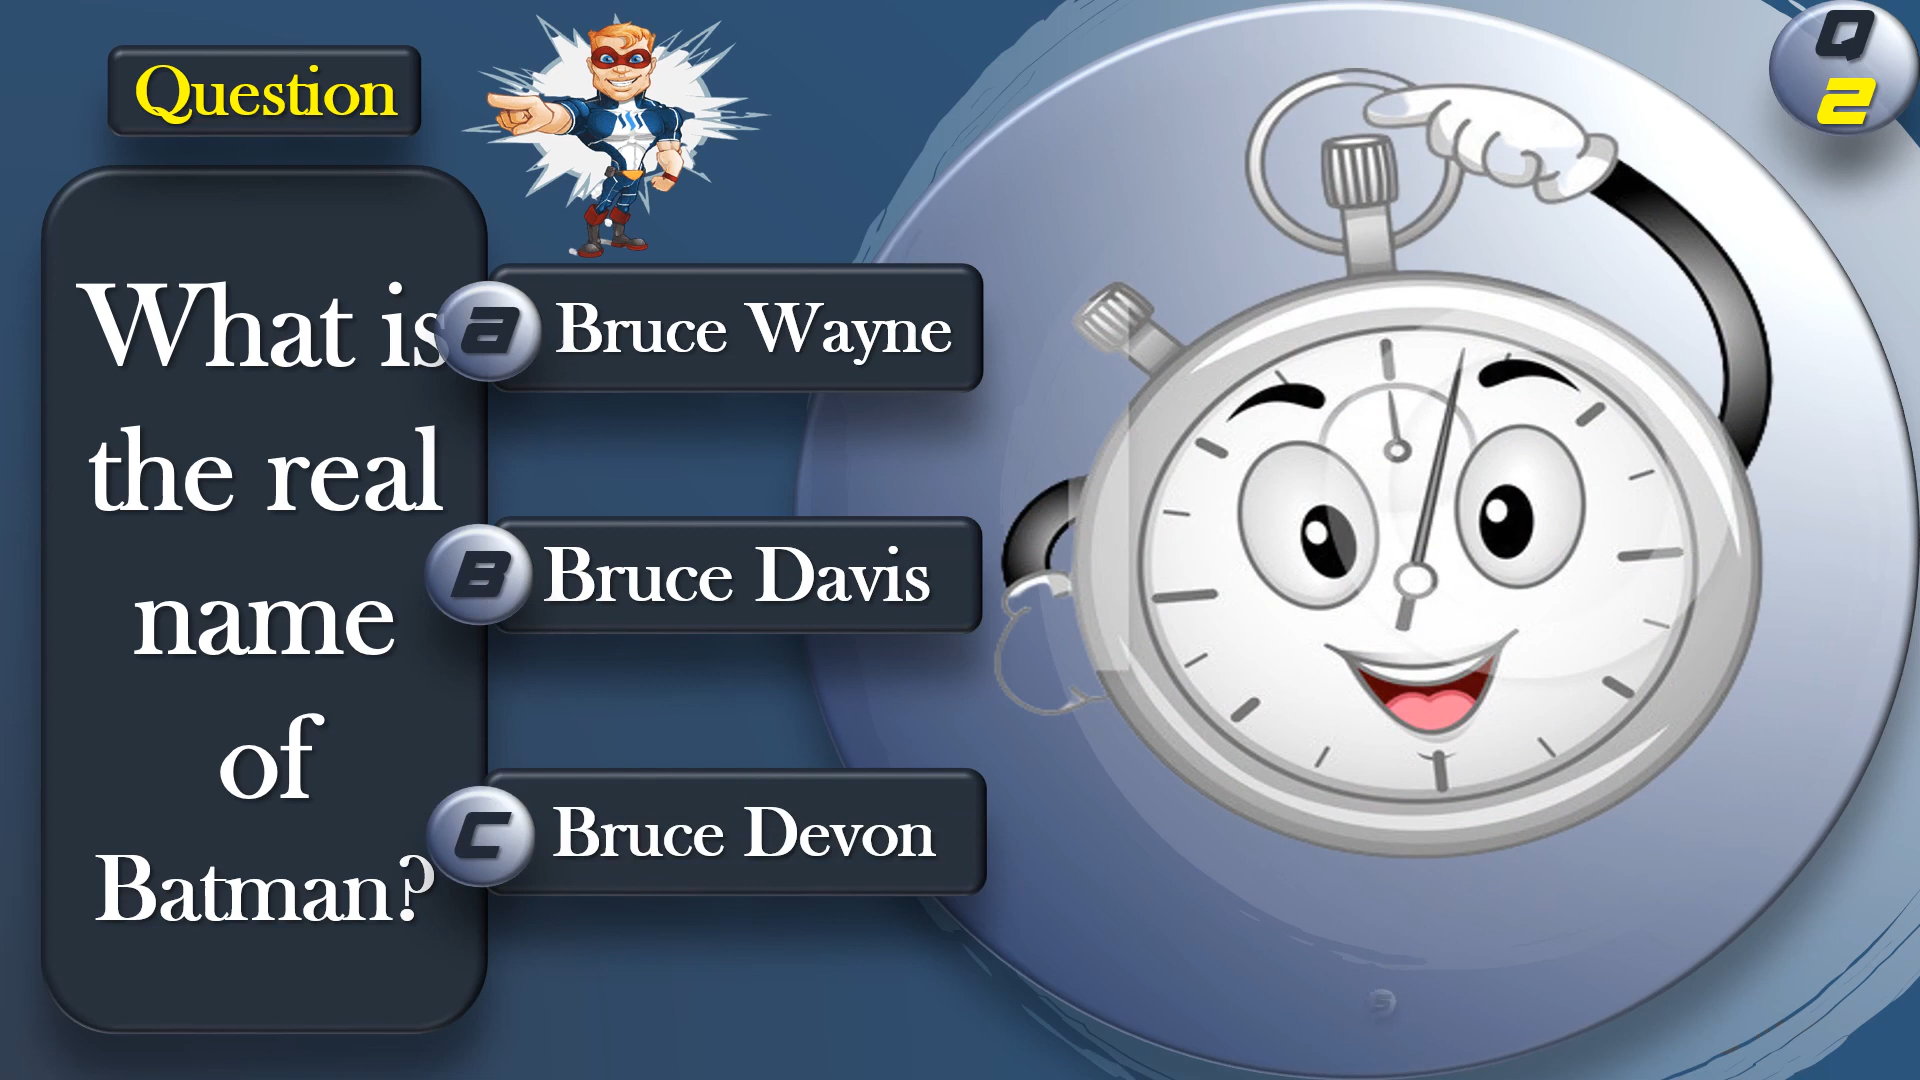 Question
Q
2
What is
the real
name
of
Batman?
a Bruce Wayne
B Bruce Davis
C Bruce Devon